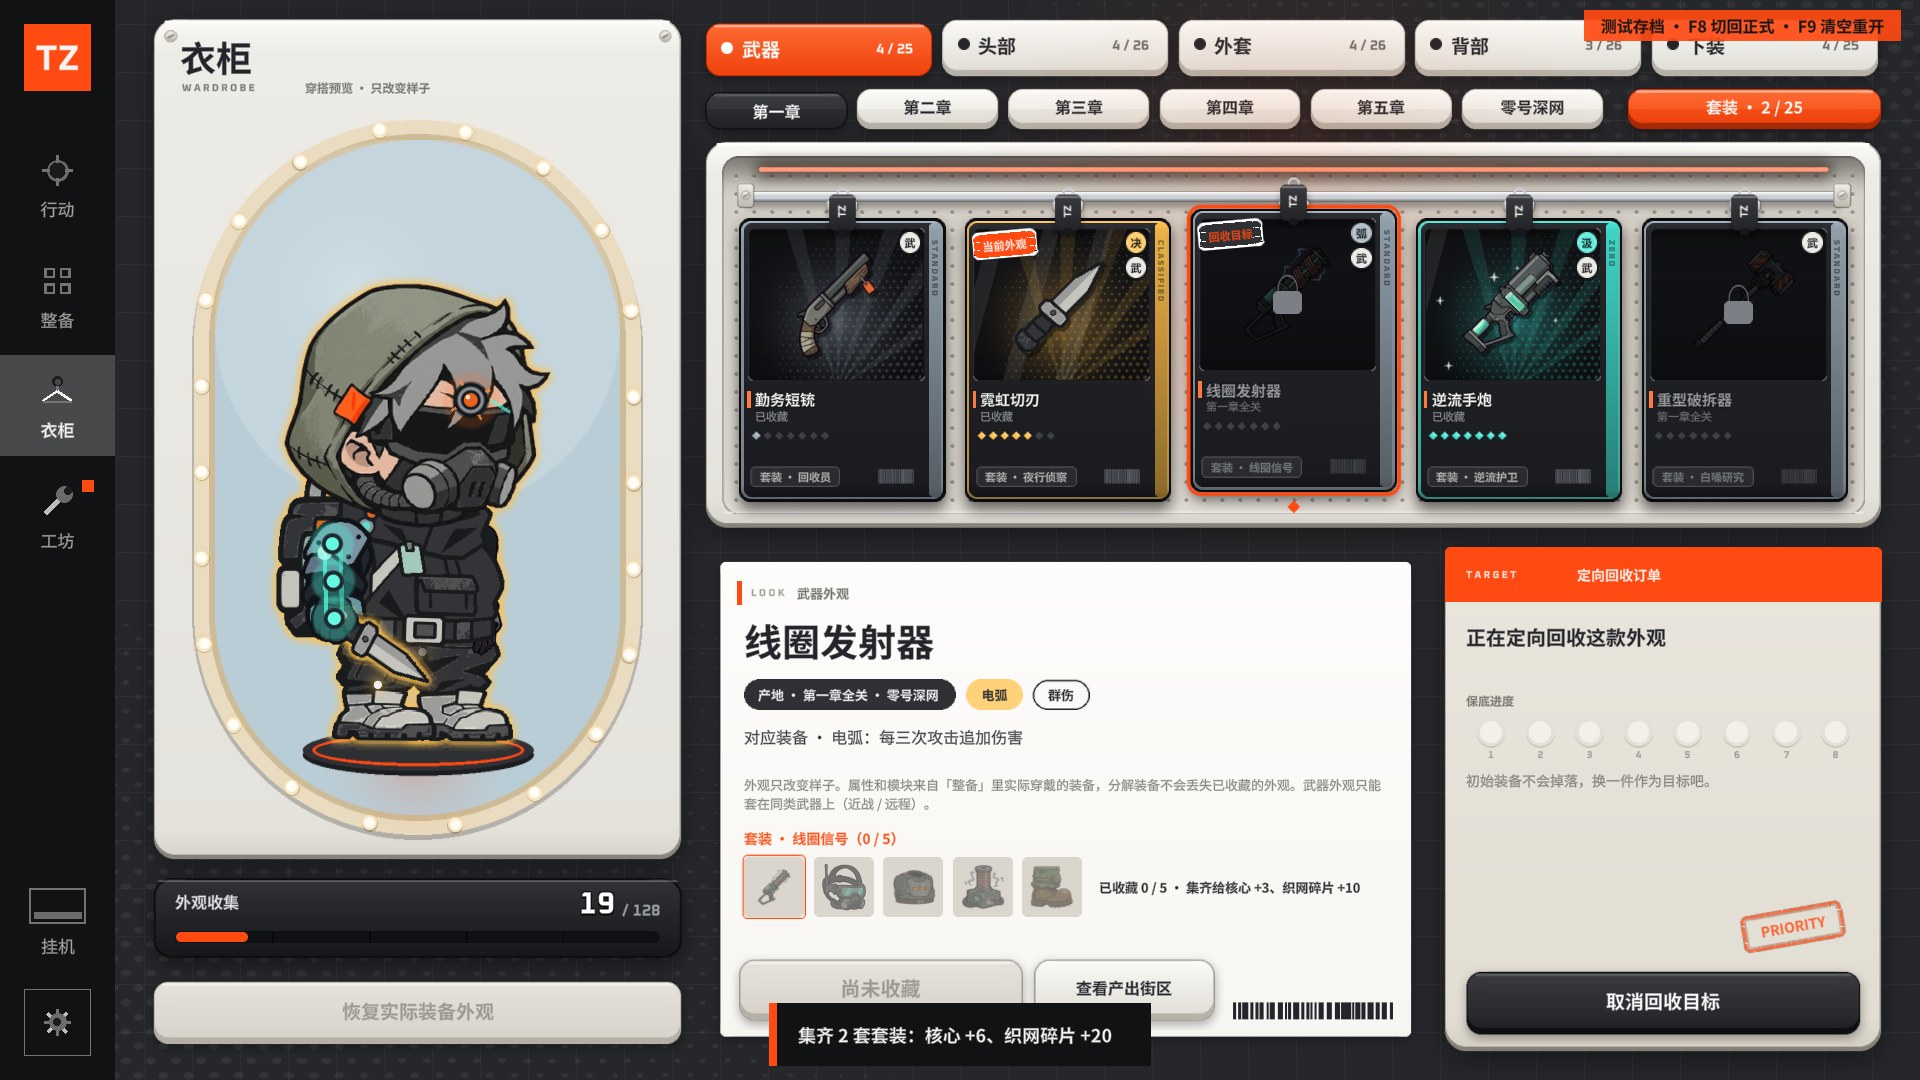 TZ
行动
整备
衣柜
工坊
挂机
衣柜
WARDROBE
穿搭预览 · 只改变样子
外观收集
19 / 128
恢复实际装备外观
武器 4 / 25
头部 4 / 26
外套 4 / 26
背部 3 / 26
下装 4 / 25
测试存档 · F8 切回正式 · F9 清空重开
第一章
第二章
第三章
第四章
第五章
零号深网
套装 · 2 / 25
TZ
武
STANDARD
勤务短铳
已收藏
套装 · 回收员
TZ
当前外观
决
武
CLASSIFIED
霓虹切刃
已收藏
套装 · 夜行侦察
TZ
回收目标
弧
武
STANDARD
线圈发射器
第一章全关
套装 · 线圈信号
TZ
汲
武
ZERO
逆流手炮
已收藏
套装 · 逆流护卫
TZ
武
STANDARD
重型破拆器
第一章全关
套装 · 白噪研究
LOOK 武器外观
线圈发射器
产地 · 第一章全关 · 零号深网
电弧
群伤
对应装备 · 电弧：每三次攻击追加伤害
外观只改变样子。属性和模块来自「整备」里实际穿戴的装备，分解装备不会丢失已收藏的外观。武器外观只能
套在同类武器上（近战 / 远程）。
套装 · 线圈信号（0 / 5）
已收藏 0 / 5 · 集齐给核心 +3、织网碎片 +10
尚未收藏
查看产出街区
集齐 2 套套装：核心 +6、织网碎片 +20
TARGET 定向回收订单
正在定向回收这款外观
保底进度
1 2 3 4 5 6 7 8
初始装备不会掉落，换一件作为目标吧。
PRIORITY
取消回收目标